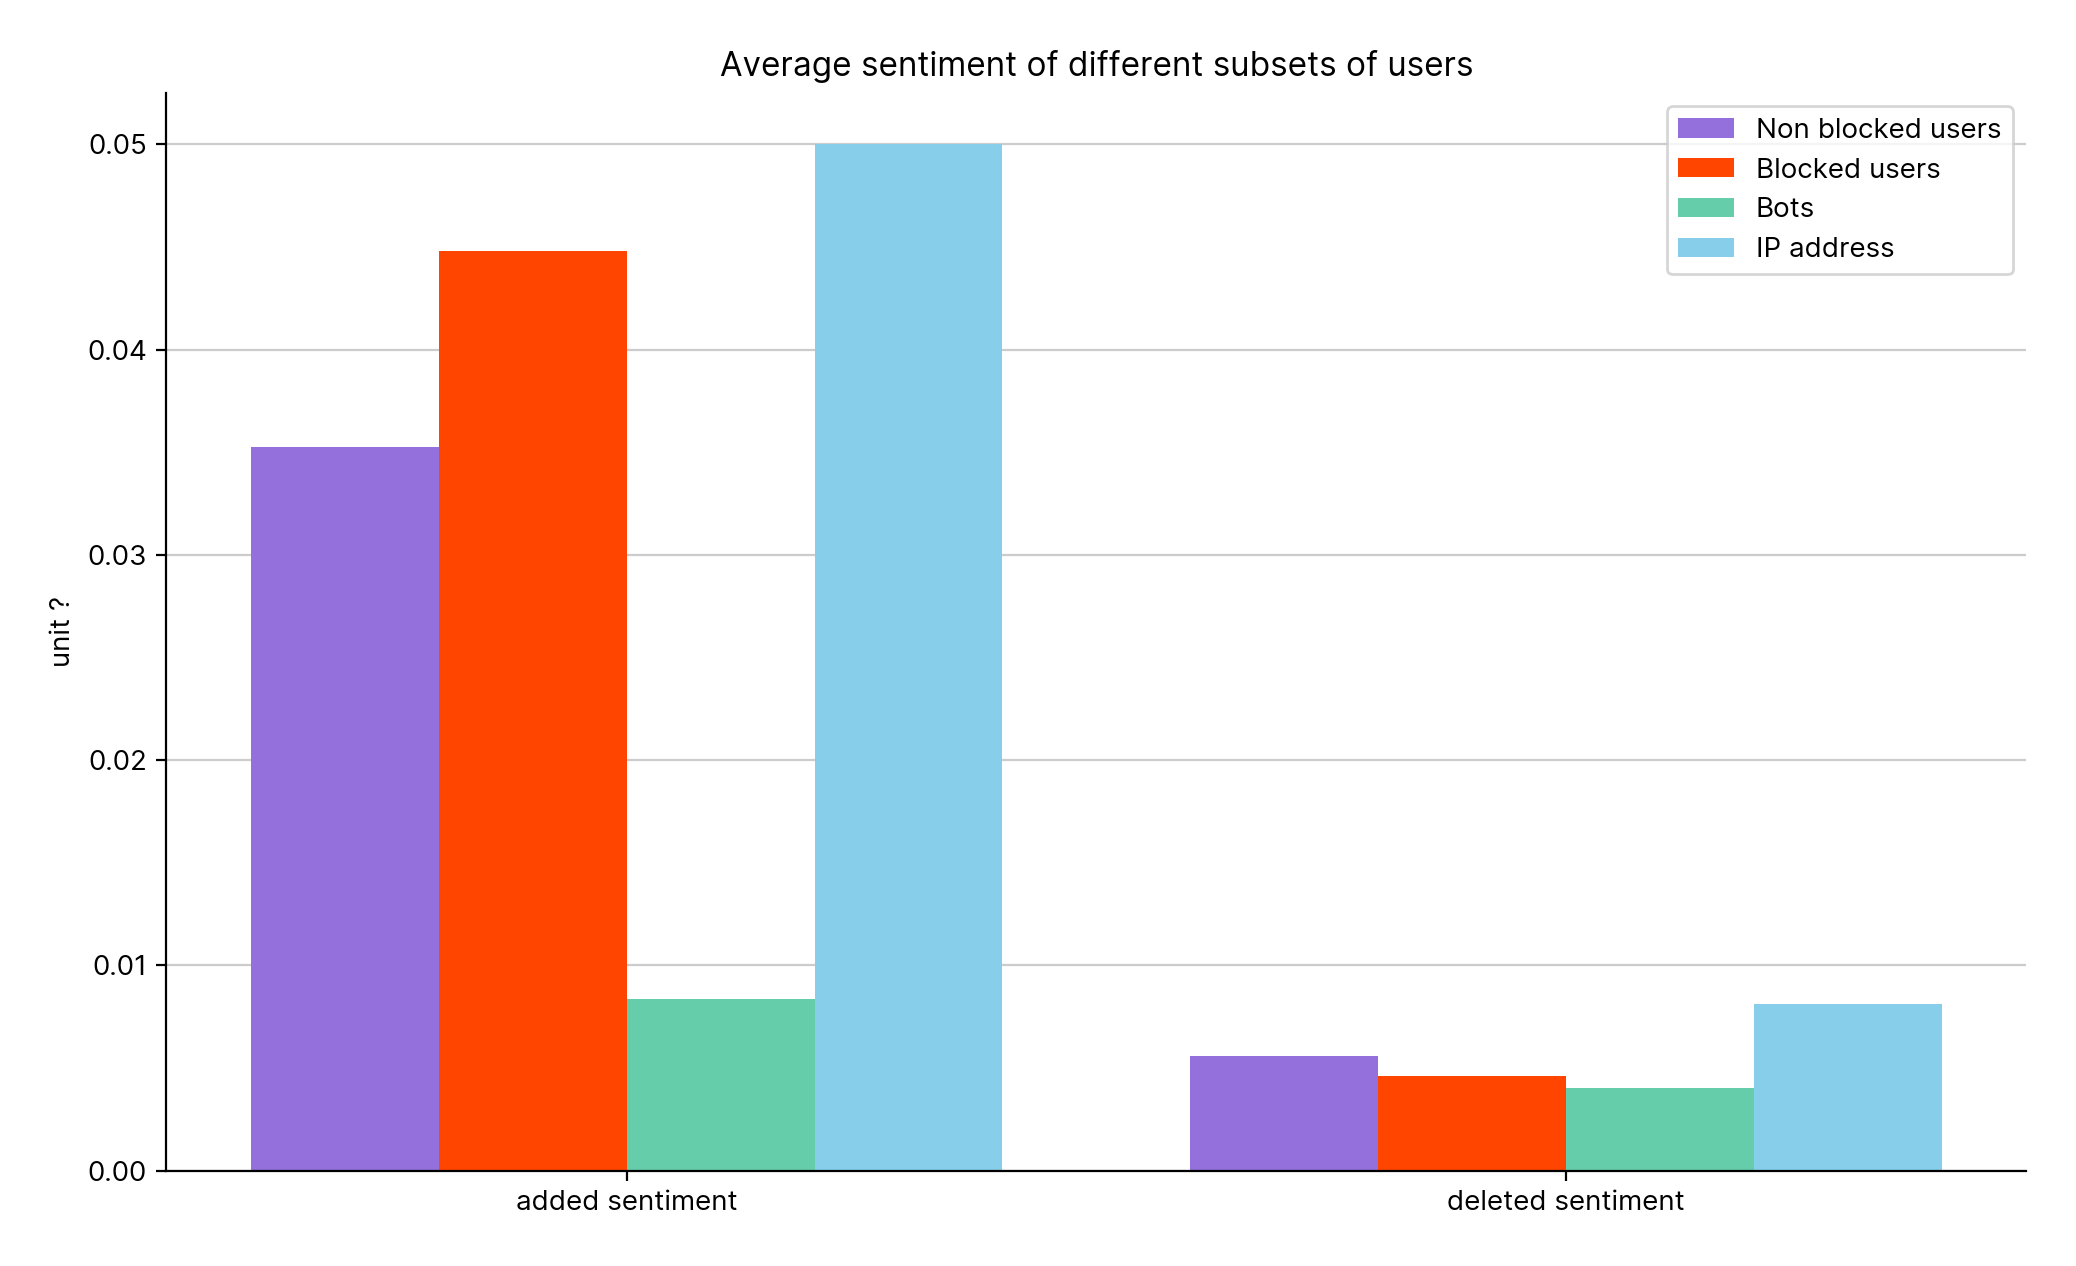 Average sentiment of different subsets of users
Non blocked users
Blocked users
Bots
IP address
unit ?
0.05
0.04
0.03
0.02
0.01
0.00
added sentiment
deleted sentiment